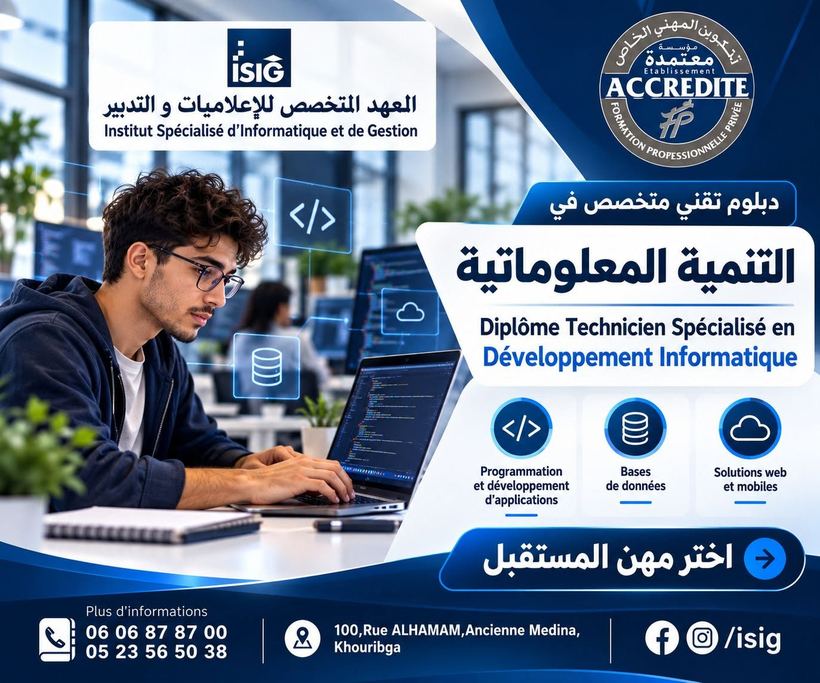 ISIG
المعهد المتخصص للإعلاميات و التدبير
Institut Spécialisé d'Informatique et de Gestion
التكوين المهني الخاص
مؤسسة
معتمدة
Etablissement
ACCREDITE
FP
FORMATION PROFESSIONNELLE PRIVÉE
دبلوم تقني متخصص في
التنمية المعلوماتية
Diplôme Technicien Spécialisé en
Développement Informatique
</>
</>
Programmation
et développement
d'applications
Bases
de données
Solutions web
et mobiles
اختر مهن المستقبل
Plus d'informations
06 06 87 87 00
05 23 56 50 38
100,Rue ALHAMAM,Ancienne Medina,
Khouribga
/isig